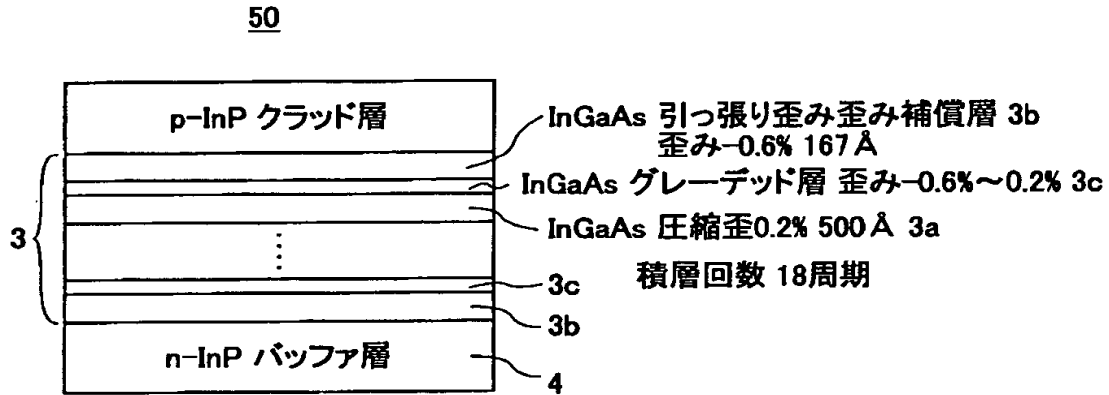 50
p-InP クラッド層
InGaAs 引っ張り歪み歪み補償層 3b
歪み-0.6% 167Å
InGaAs グレーデッド層 歪み-0.6%～0.2% 3c
3
InGaAs 圧縮歪0.2% 500Å 3a
積層回数 18周期
3c
3b
n-InP バッファ層
4